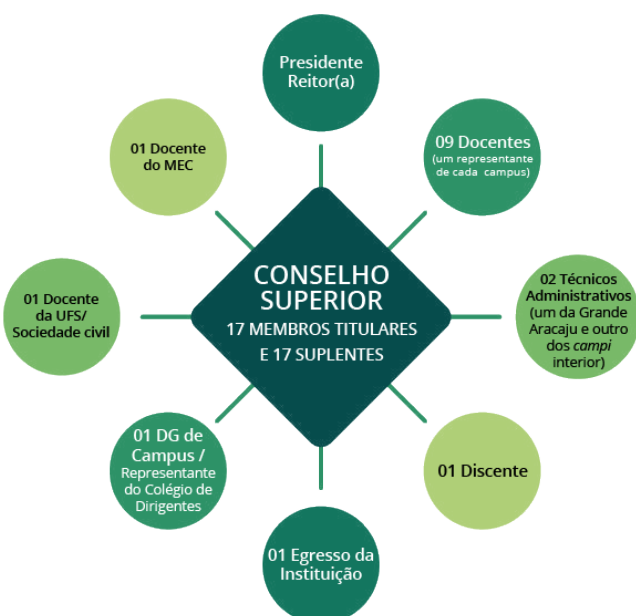 Presidente
Reitor(a)
01 Docente
do MEC
09 Docentes
(um representante
de cada campus)
CONSELHO
SUPERIOR
17 MEMBROS TITULARES
E 17 SUPLENTES
01 Docente
da UFS/
Sociedade civil
02 Técnicos
Administrativos
(um da Grande
Aracaju e outro
dos campi
interior)
01 DG de
Campus /
Representante
do Colégio de
Dirigentes
01 Discente
01 Egresso da
Instituição